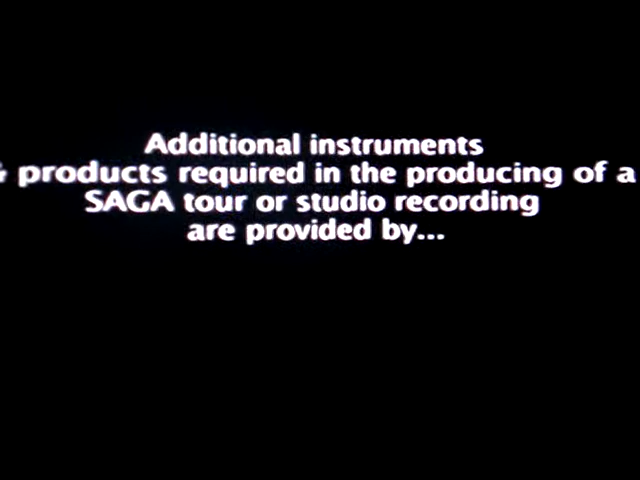 Additional instruments
& products required in the producing of a
SAGA tour or studio recording
are provided by...